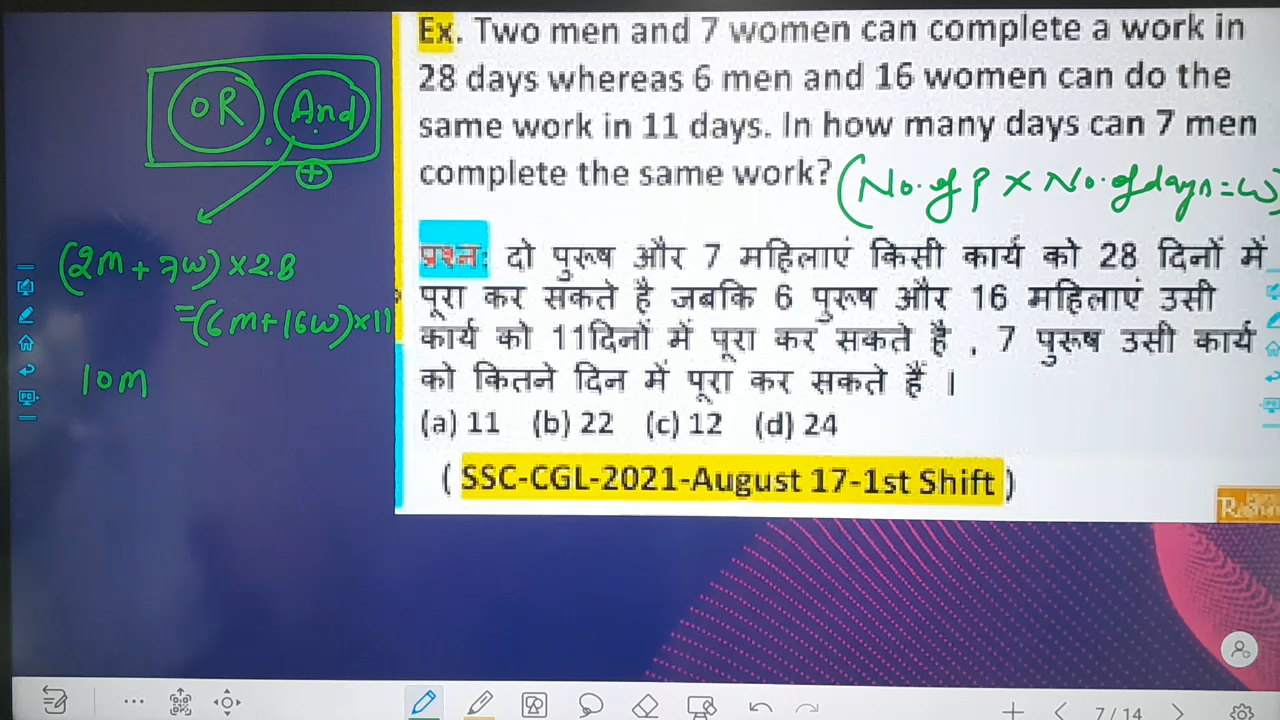 OR . And
+
(2M + 7W) × 28
= (6M + 16W) × 11
10M
Ex. Two men and 7 women can complete a work in
28 days whereas 6 men and 16 women can do the
same work in 11 days. In how many days can 7 men
complete the same work?
(No. of P × No. of days = W)
प्रश्न: दो पुरुष और 7 महिलाएं किसी कार्य को 28 दिनों में
पूरा कर सकते है जबकि 6 पुरुष और 16 महिलाएं उसी
कार्य को 11दिनों में पूरा कर सकते है , 7 पुरुष उसी कार्य
को कितने दिन में पूरा कर सकते हैं ।
(a) 11 (b) 22 (c) 12 (d) 24
( SSC-CGL-2021-August 17-1st Shift )
7 / 14